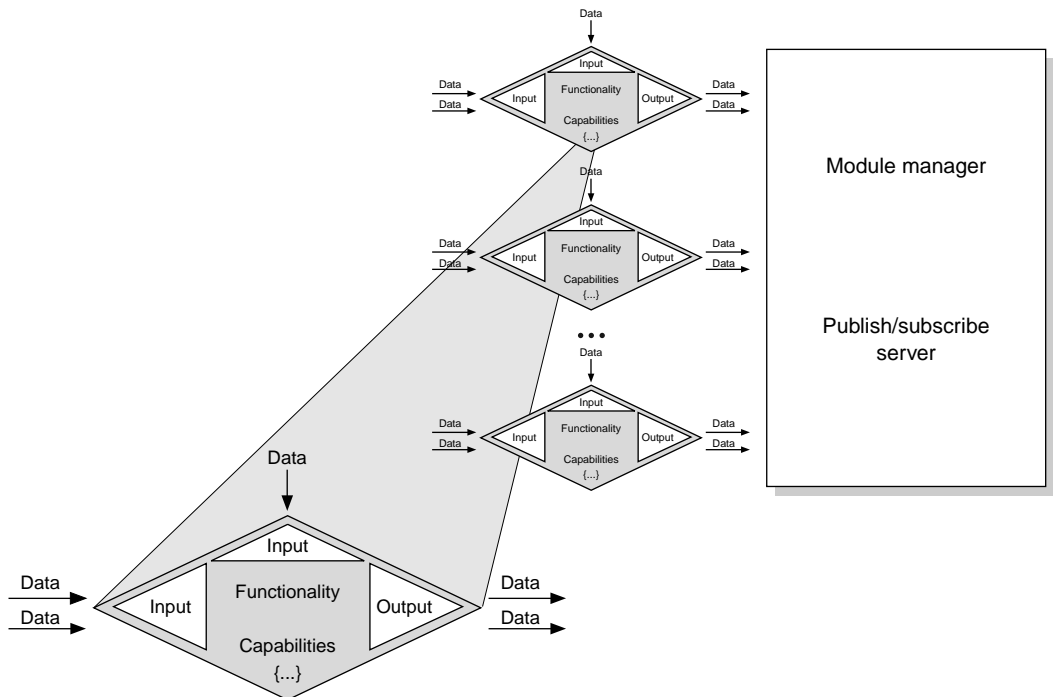 Data
Input
Data
Data
Input
Functionality
Output
Data
Data
Capabilities
{...}
Data
Input
Data
Data
Input
Functionality
Output
Data
Data
Capabilities
{...}
...
Data
Input
Data
Data
Input
Functionality
Output
Data
Data
Capabilities
{...}
Module manager
Publish/subscribe
server
Data
Input
Data
Data
Input
Functionality
Output
Data
Data
Capabilities
{...}